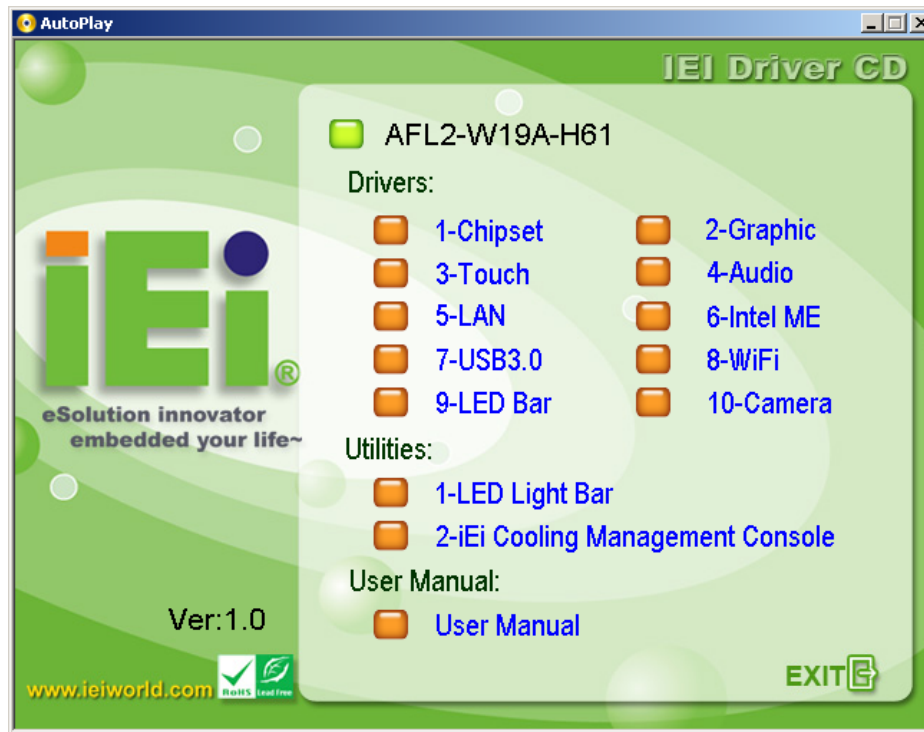 AutoPlay
IEI Driver CD
AFL2-W19A-H61
Drivers:
1-Chipset
2-Graphic
3-Touch
4-Audio
5-LAN
6-Intel ME
7-USB3.0
8-WiFi
9-LED Bar
10-Camera
Utilities:
1-LED Light Bar
2-iEi Cooling Management Console
User Manual:
User Manual
iEi®
eSolution innovator
embedded your life~
Ver:1.0
www.ieiworld.com
RoHS
Lead Free
EXIT